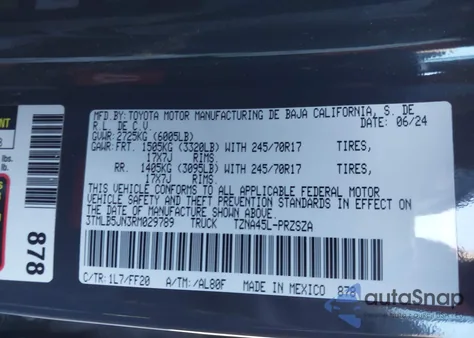 MFD.BY:TOYOTA MOTOR MANUFACTURING DE BAJA CALIFORNIA, S. DE
R.L. DE C.V. DATE: 06/24
GVWR: 2725KG (6005LB)
GAWR:FRT. 1505KG (3320LB) WITH 245/70R17 TIRES,
17X7J RIMS.
RR. 1405KG (3095LB) WITH 245/70R17 TIRES,
17X7J RIMS.
THIS VEHICLE CONFORMS TO ALL APPLICABLE FEDERAL MOTOR
VEHICLE SAFETY AND THEFT PREVENTION STANDARDS IN EFFECT
ON THE DATE OF MANUFACTURE SHOWN ABOVE.
3TMLB5JN3RM029789 TRUCK TZNA45L-PRZSZA
C/TR: 1L7/FF20 A/TM: /AL80F MADE IN MEXICO 878
878
lbs.
autoSnap